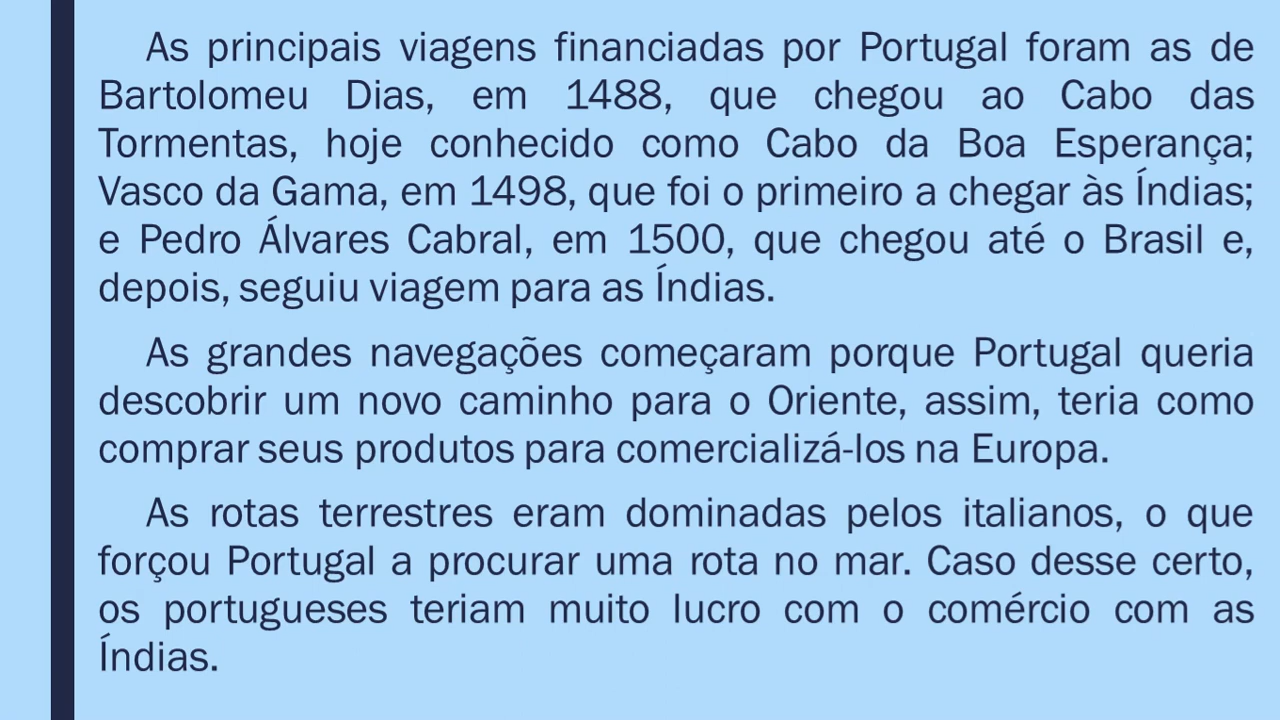 As principais viagens financiadas por Portugal foram as de
Bartolomeu Dias, em 1488, que chegou ao Cabo das
Tormentas, hoje conhecido como Cabo da Boa Esperança;
Vasco da Gama, em 1498, que foi o primeiro a chegar às Índias;
e Pedro Álvares Cabral, em 1500, que chegou até o Brasil e,
depois, seguiu viagem para as Índias.
As grandes navegações começaram porque Portugal queria
descobrir um novo caminho para o Oriente, assim, teria como
comprar seus produtos para comercializá-los na Europa.
As rotas terrestres eram dominadas pelos italianos, o que
forçou Portugal a procurar uma rota no mar. Caso desse certo,
os portugueses teriam muito lucro com o comércio com as
Índias.